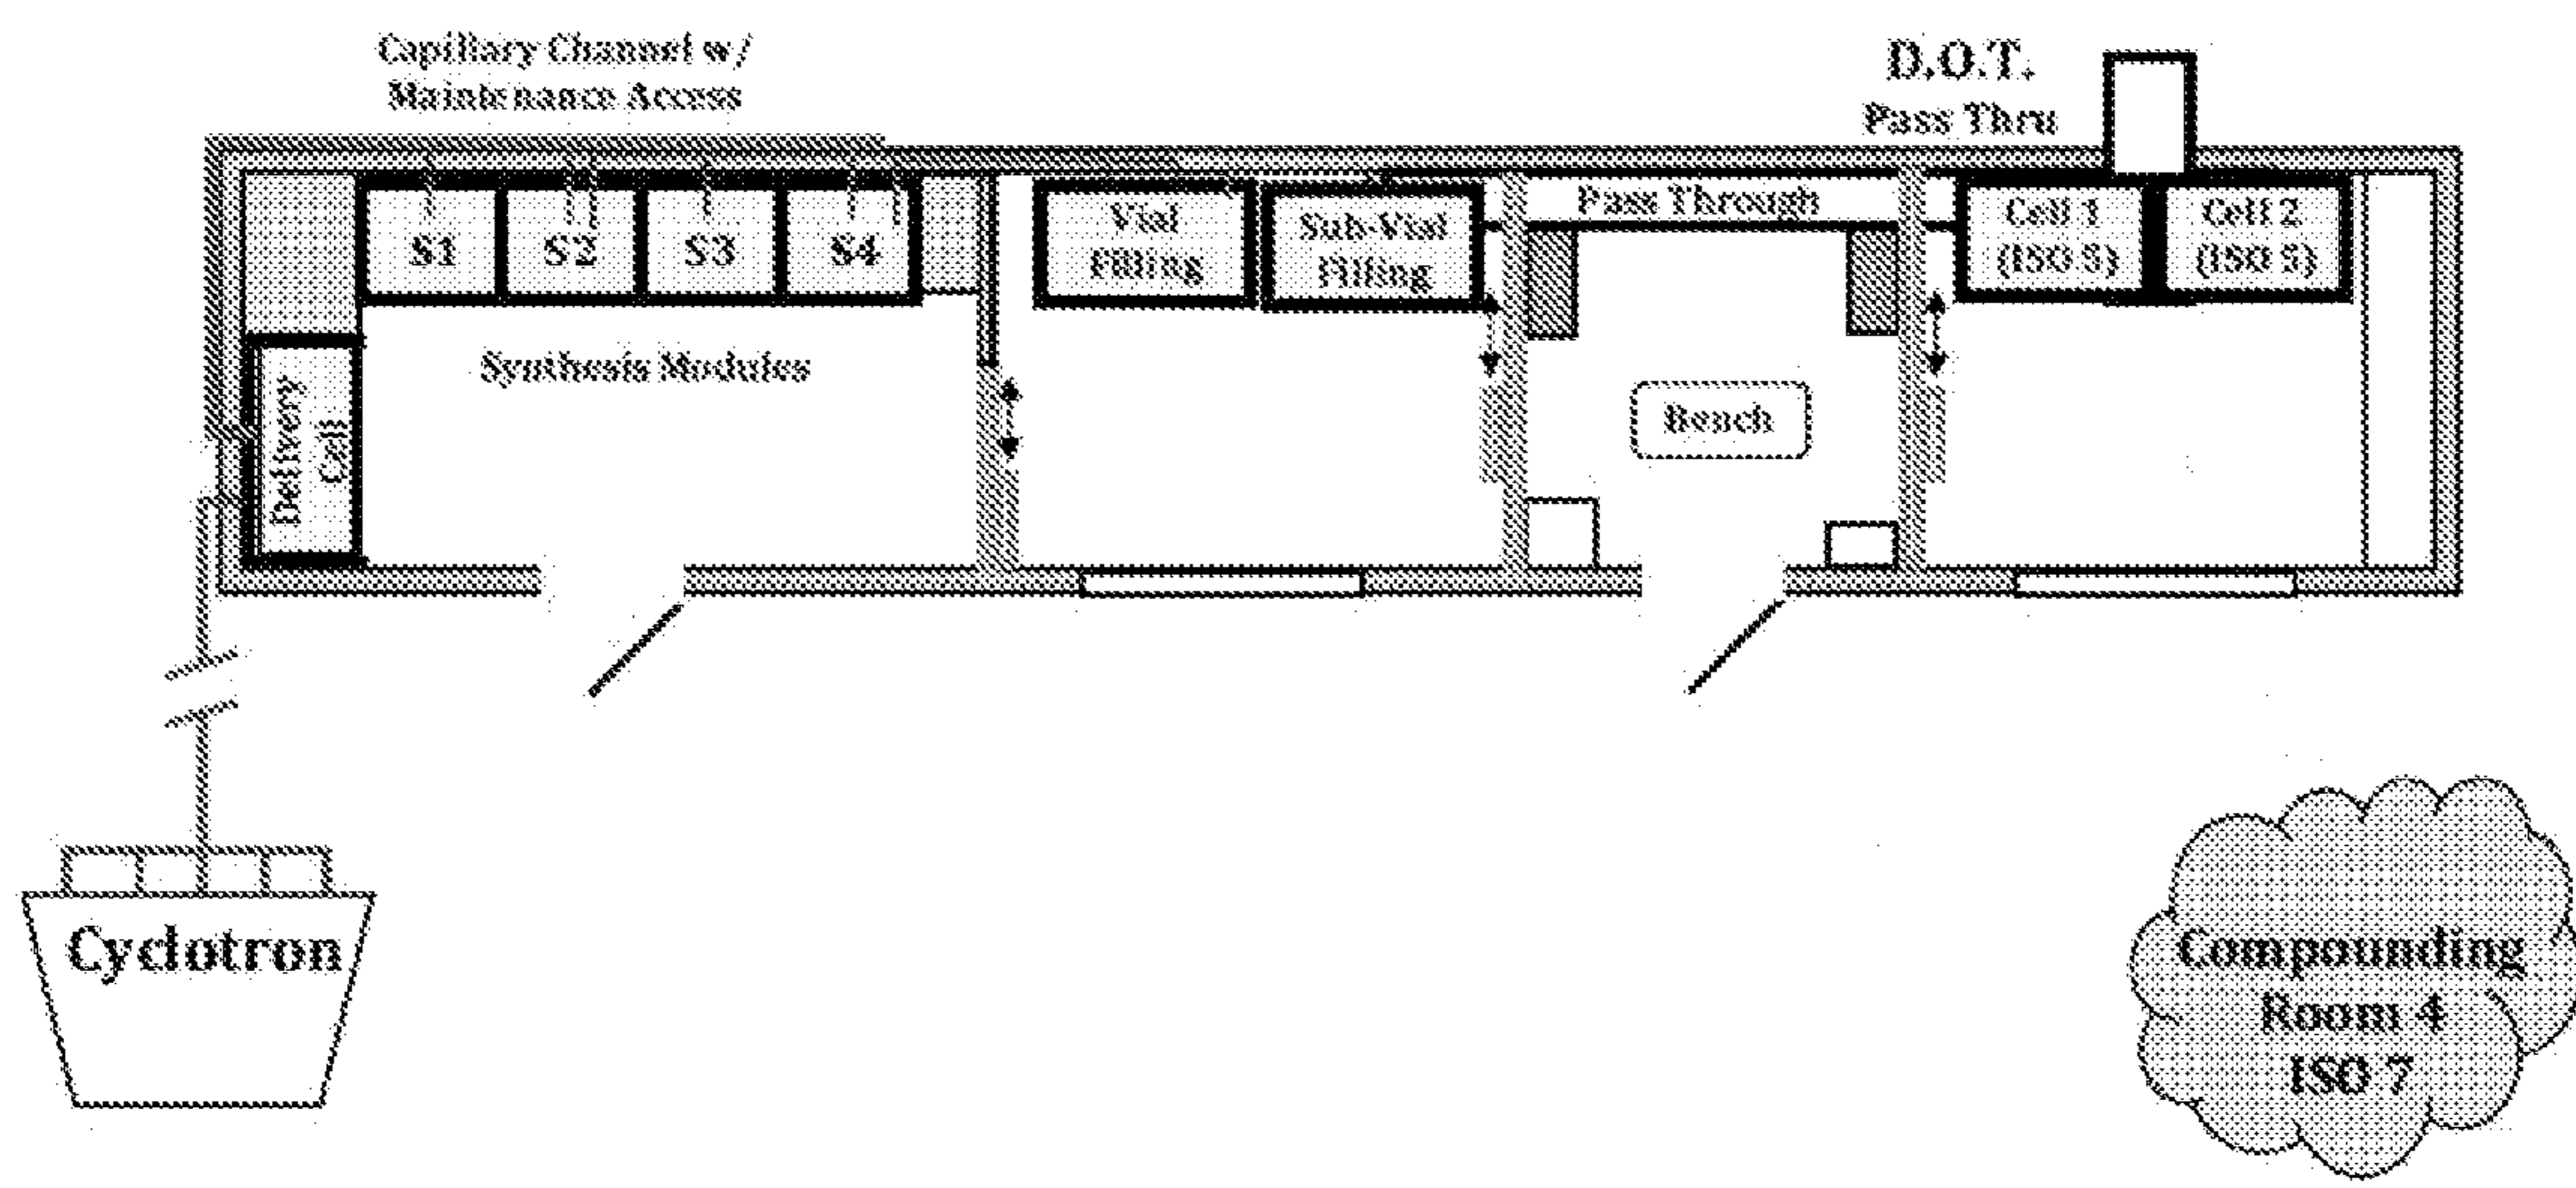 Capillary Channel w/
Maintenance Access
D.O.T.
Pass Thru
S1
S2
S3
S4
Vial
Filling
Sub-Vial
Filling
Pass Through
Cell 1
(ISO 5)
Cell 2
(ISO 5)
Synthesis Modules
Delivery
Cell
Bench
Cyclotron
Compounding
Room 4
ISO 7